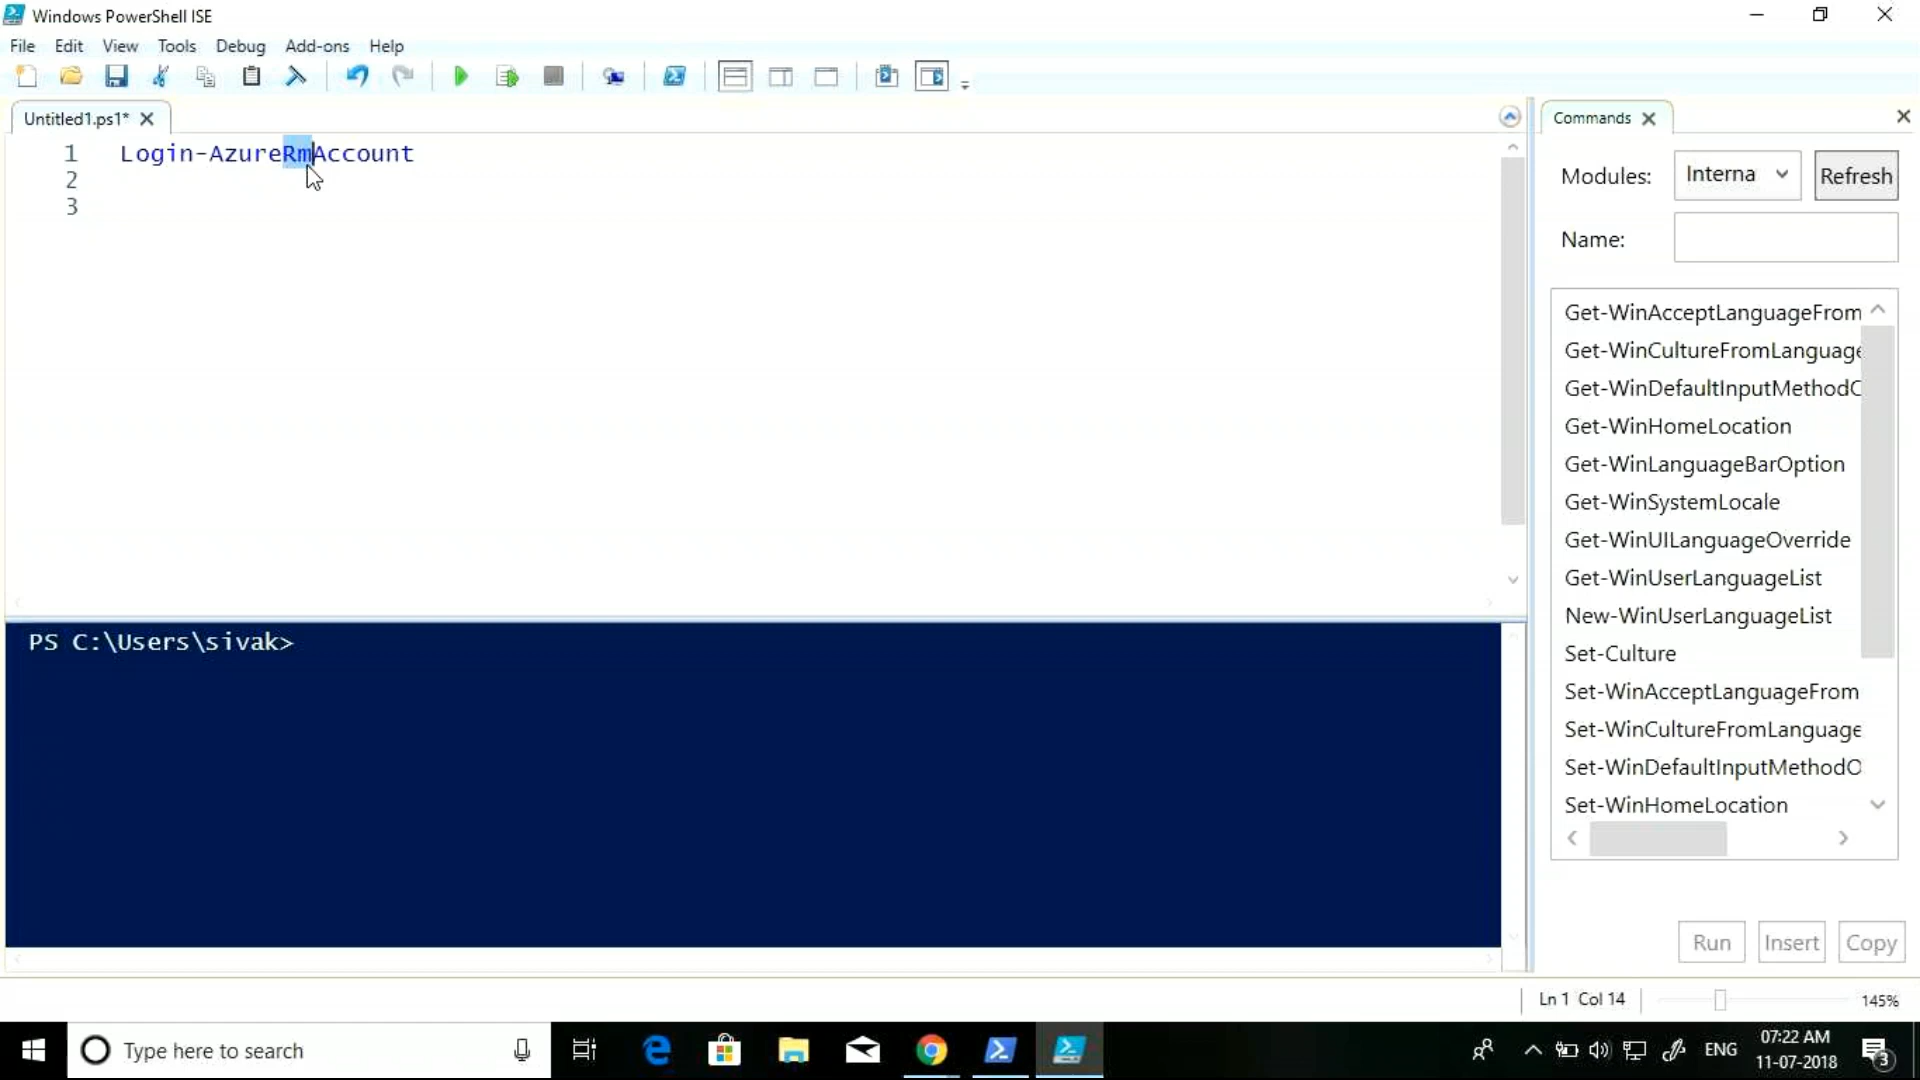 Windows PowerShell ISE
File Edit View Tools Debug Add-ons Help
Untitled1.ps1*
1 Login-AzureRmAccount
2
3
PS C:\Users\sivak>
Commands
Modules: Interna Refresh
Name:
Get-WinAcceptLanguageFrom
Get-WinCultureFromLanguage
Get-WinDefaultInputMethodO
Get-WinHomeLocation
Get-WinLanguageBarOption
Get-WinSystemLocale
Get-WinUILanguageOverride
Get-WinUserLanguageList
New-WinUserLanguageList
Set-Culture
Set-WinAcceptLanguageFrom
Set-WinCultureFromLanguage
Set-WinDefaultInputMethodO
Set-WinHomeLocation
Run Insert Copy
Ln 1 Col 14 145%
Type here to search
ENG
07:22 AM
11-07-2018
3